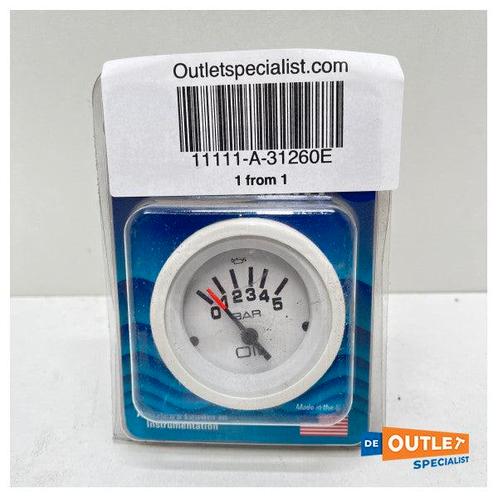 Outletspecialist.com
11111-A-31260E
1 from 1
0 1 2 3 4 5
BAR
OIL
Instrumentation
Made in the
DE OUTLET
SPECIALIST